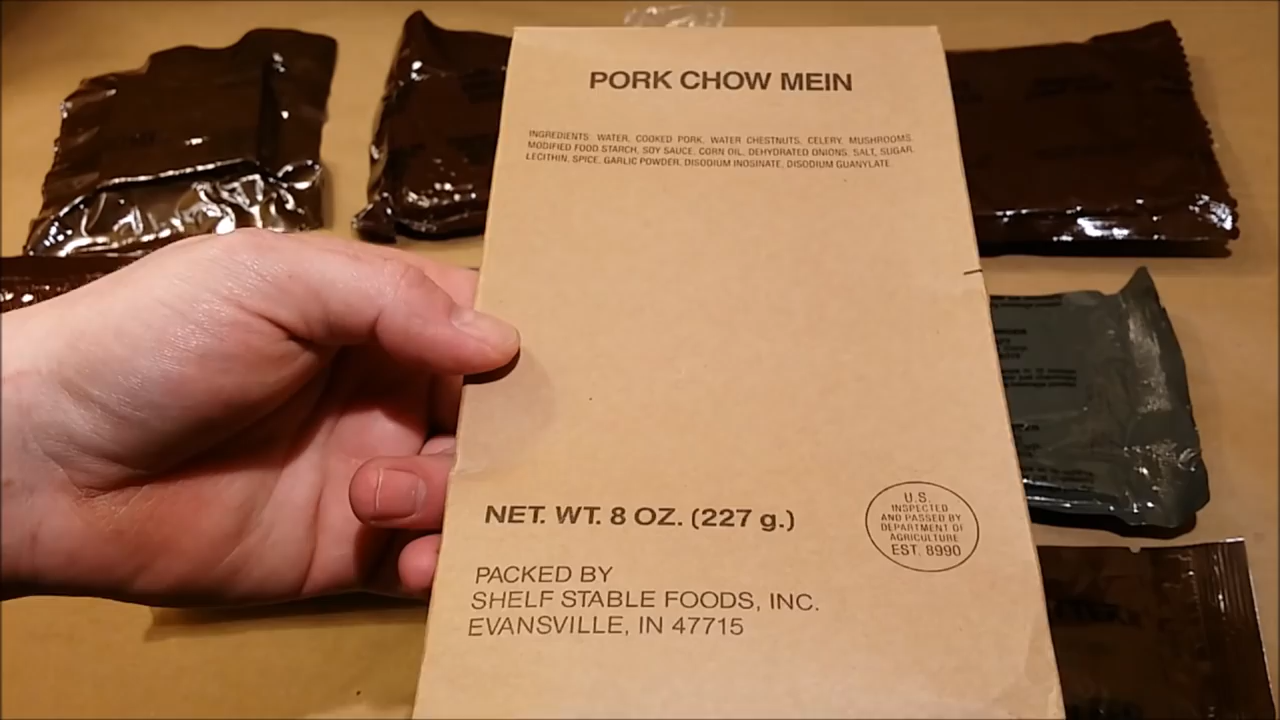 PORK CHOW MEIN
INGREDIENTS: WATER, COOKED PORK, WATER CHESTNUTS, CELERY, MUSHROOMS,
MODIFIED FOOD STARCH, SOY SAUCE, CORN OIL, DEHYDRATED ONIONS, SALT, SUGAR,
LECITHIN, SPICE, GARLIC POWDER, DISODIUM INOSINATE, DISODIUM GUANYLATE.
NET. WT. 8 OZ. (227 g.)
U.S.
INSPECTED
AND PASSED BY
DEPARTMENT OF
AGRICULTURE
EST. 8990
PACKED BY
SHELF STABLE FOODS, INC.
EVANSVILLE, IN 47715